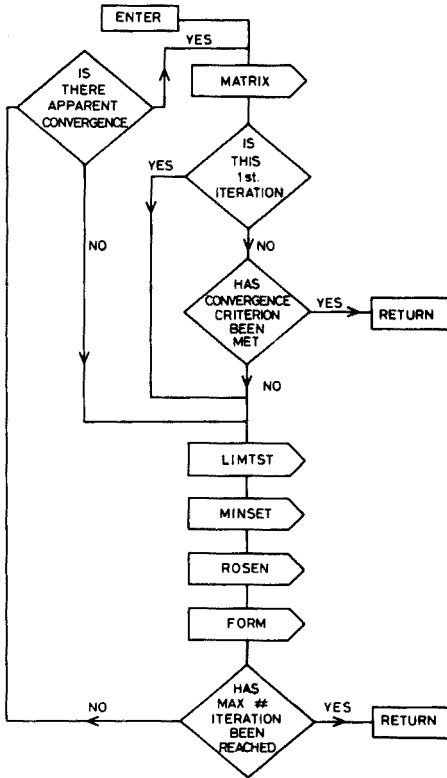 ENTER
YES
IS
THERE
APPARENT
CONVERGENCE
MATRIX
YES
IS
THIS
1st.
ITERATION
NO
NO
HAS
CONVERGENCE
CRITERION
BEEN
MET
YES
RETURN
NO
LIMTST
MINSET
ROSEN
FORM
NO
HAS
MAX #
ITERATION
BEEN
REACHED
YES
RETURN